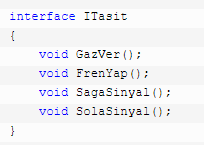 interface ITasit
{
void GazVer();
void FrenYap();
void SagaSinyal();
void SolaSinyal();
}